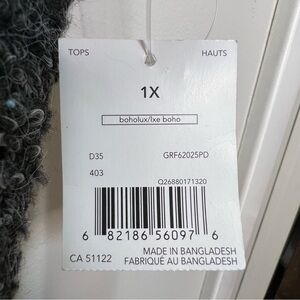 TOPS HAUTS
1X
boholux/lxe boho
D35 GRF62025PD
403
Q26880171320
6 82186 56097 6
CA 51122 MADE IN BANGLADESH
FABRIQUÉ AU BANGLADESH